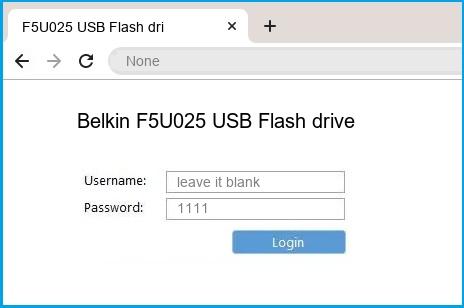 F5U025 USB Flash dri
None
Belkin F5U025 USB Flash drive
Username: leave it blank
Password: 1111
Login